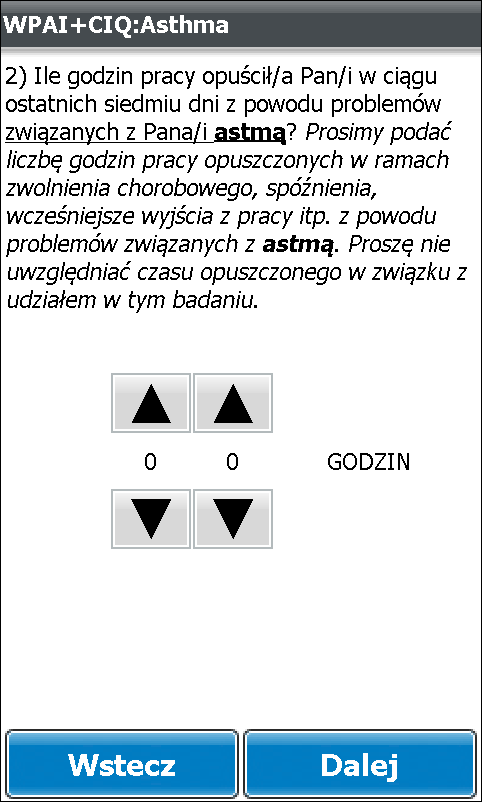 WPAI+CIQ:Asthma
2) Ile godzin pracy opuścił/a Pan/i w ciągu
ostatnich siedmiu dni z powodu problemów
związanych z Pana/i astmą? Prosimy podać
liczbę godzin pracy opuszczonych w ramach
zwolnienia chorobowego, spóźnienia,
wcześniejsze wyjścia z pracy itp. z powodu
problemów związanych z astmą. Proszę nie
uwzględniać czasu opuszczonego w związku z
udziałem w tym badaniu.
0 0 GODZIN
Wstecz Dalej